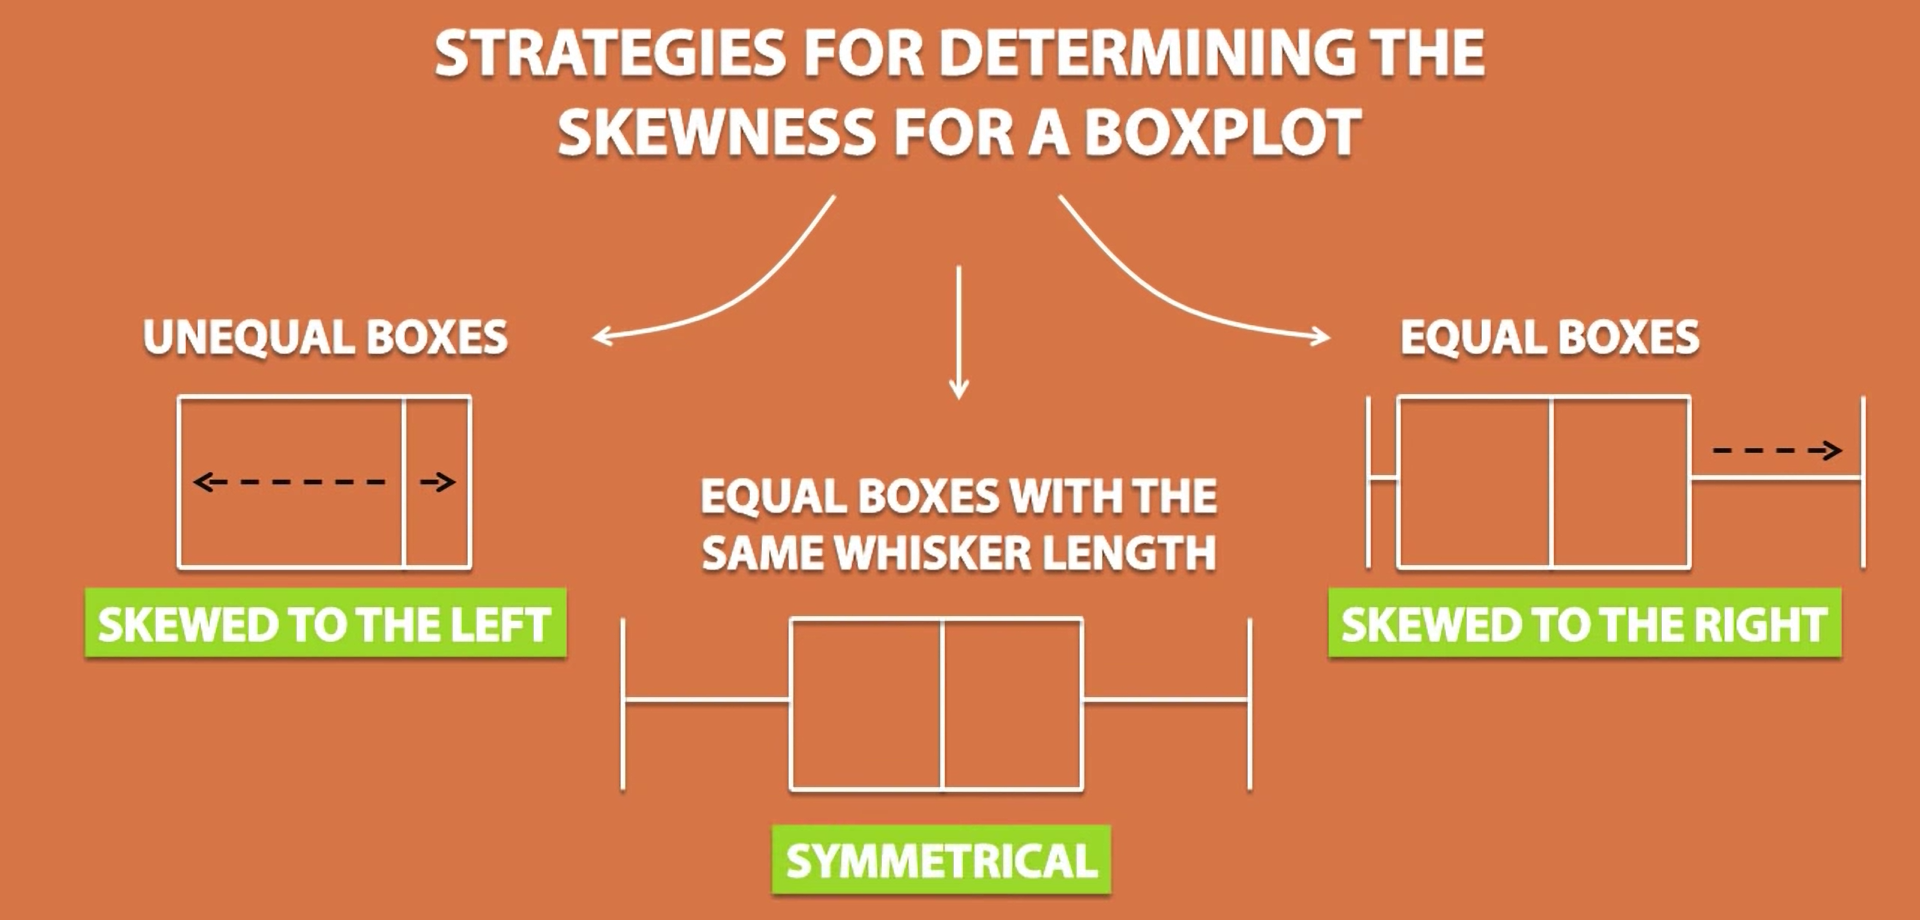 STRATEGIES FOR DETERMINING THE
SKEWNESS FOR A BOXPLOT
UNEQUAL BOXES
SKEWED TO THE LEFT
EQUAL BOXES WITH THE
SAME WHISKER LENGTH
SYMMETRICAL
EQUAL BOXES
SKEWED TO THE RIGHT